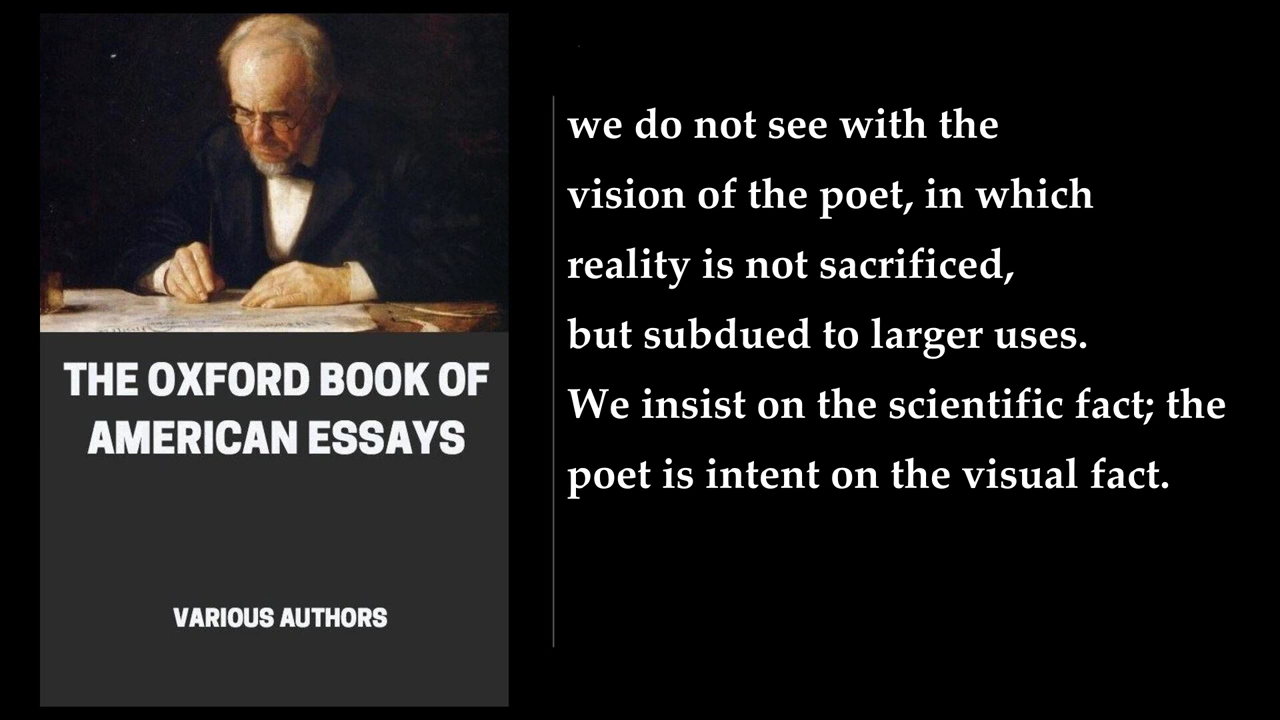 THE OXFORD BOOK OF
AMERICAN ESSAYS
VARIOUS AUTHORS
we do not see with the
vision of the poet, in which
reality is not sacrificed,
but subdued to larger uses.
We insist on the scientific fact; the
poet is intent on the visual fact.